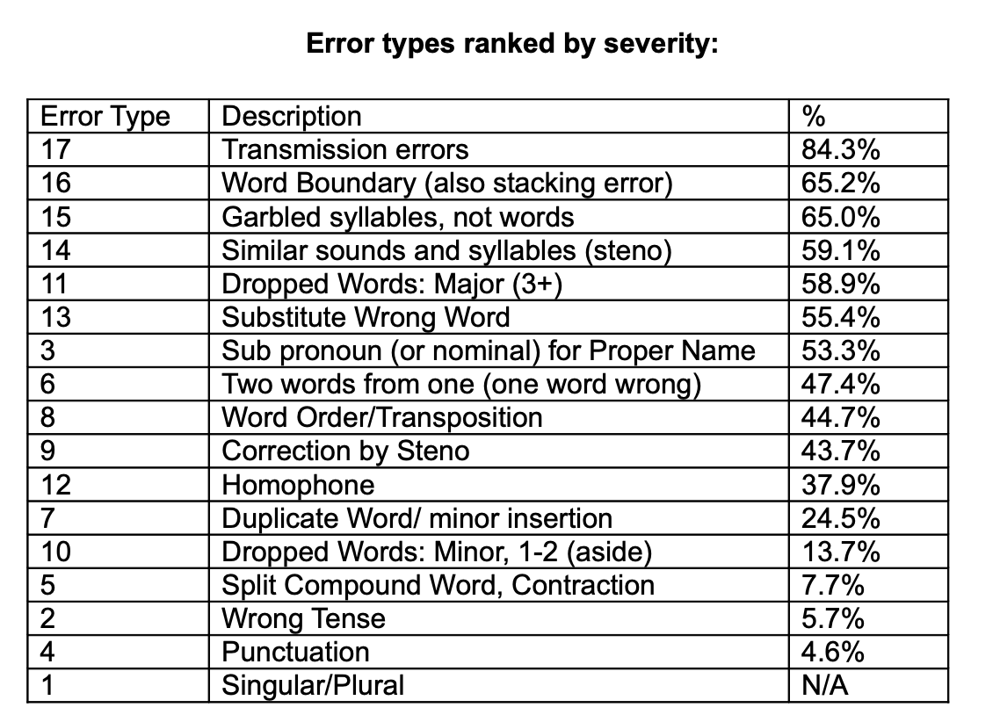 Error types ranked by severity:
Error Type Description %
17 Transmission errors 84.3%
16 Word Boundary (also stacking error) 65.2%
15 Garbled syllables, not words 65.0%
14 Similar sounds and syllables (steno) 59.1%
11 Dropped Words: Major (3+) 58.9%
13 Substitute Wrong Word 55.4%
3 Sub pronoun (or nominal) for Proper Name 53.3%
6 Two words from one (one word wrong) 47.4%
8 Word Order/Transposition 44.7%
9 Correction by Steno 43.7%
12 Homophone 37.9%
7 Duplicate Word/ minor insertion 24.5%
10 Dropped Words: Minor, 1-2 (aside) 13.7%
5 Split Compound Word, Contraction 7.7%
2 Wrong Tense 5.7%
4 Punctuation 4.6%
1 Singular/Plural N/A